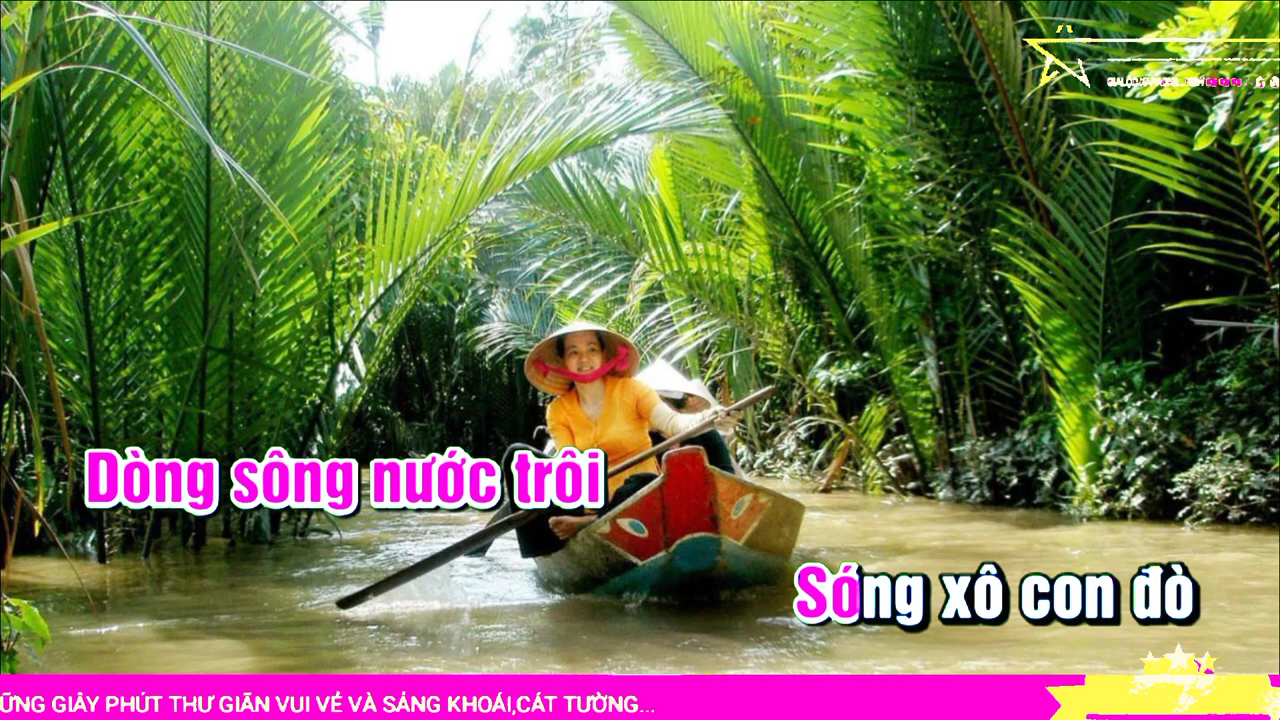 Dòng sông nước trôi
Sóng xô con đò
ỮNG GIÂY PHÚT THƯ GIÃN VUI VẺ VÀ SẢNG KHOÁI,CÁT TƯỜNG...